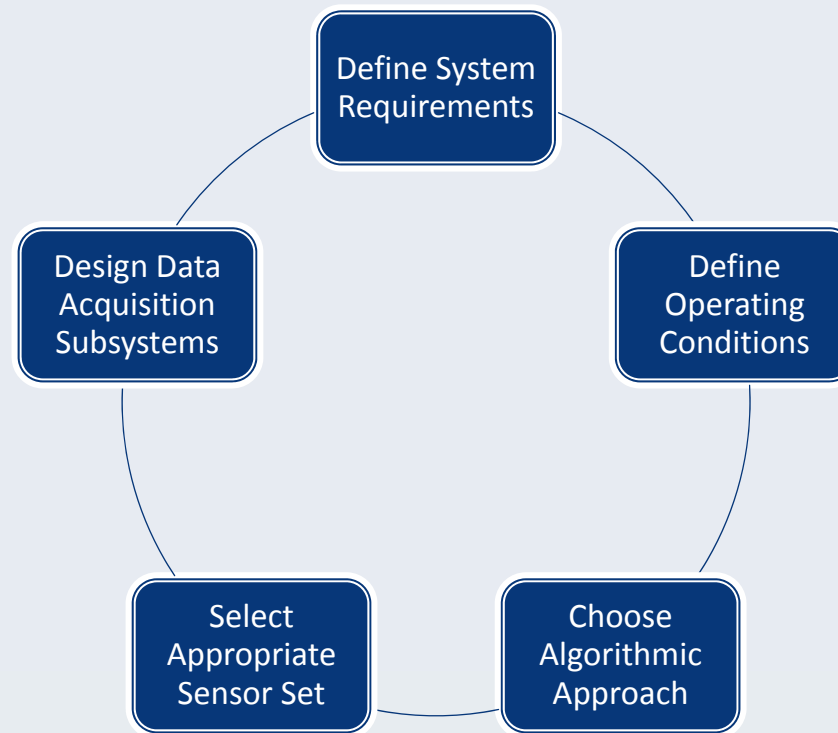 Define System
Requirements
Define
Operating
Conditions
Choose
Algorithmic
Approach
Select
Appropriate
Sensor Set
Design Data
Acquisition
Subsystems